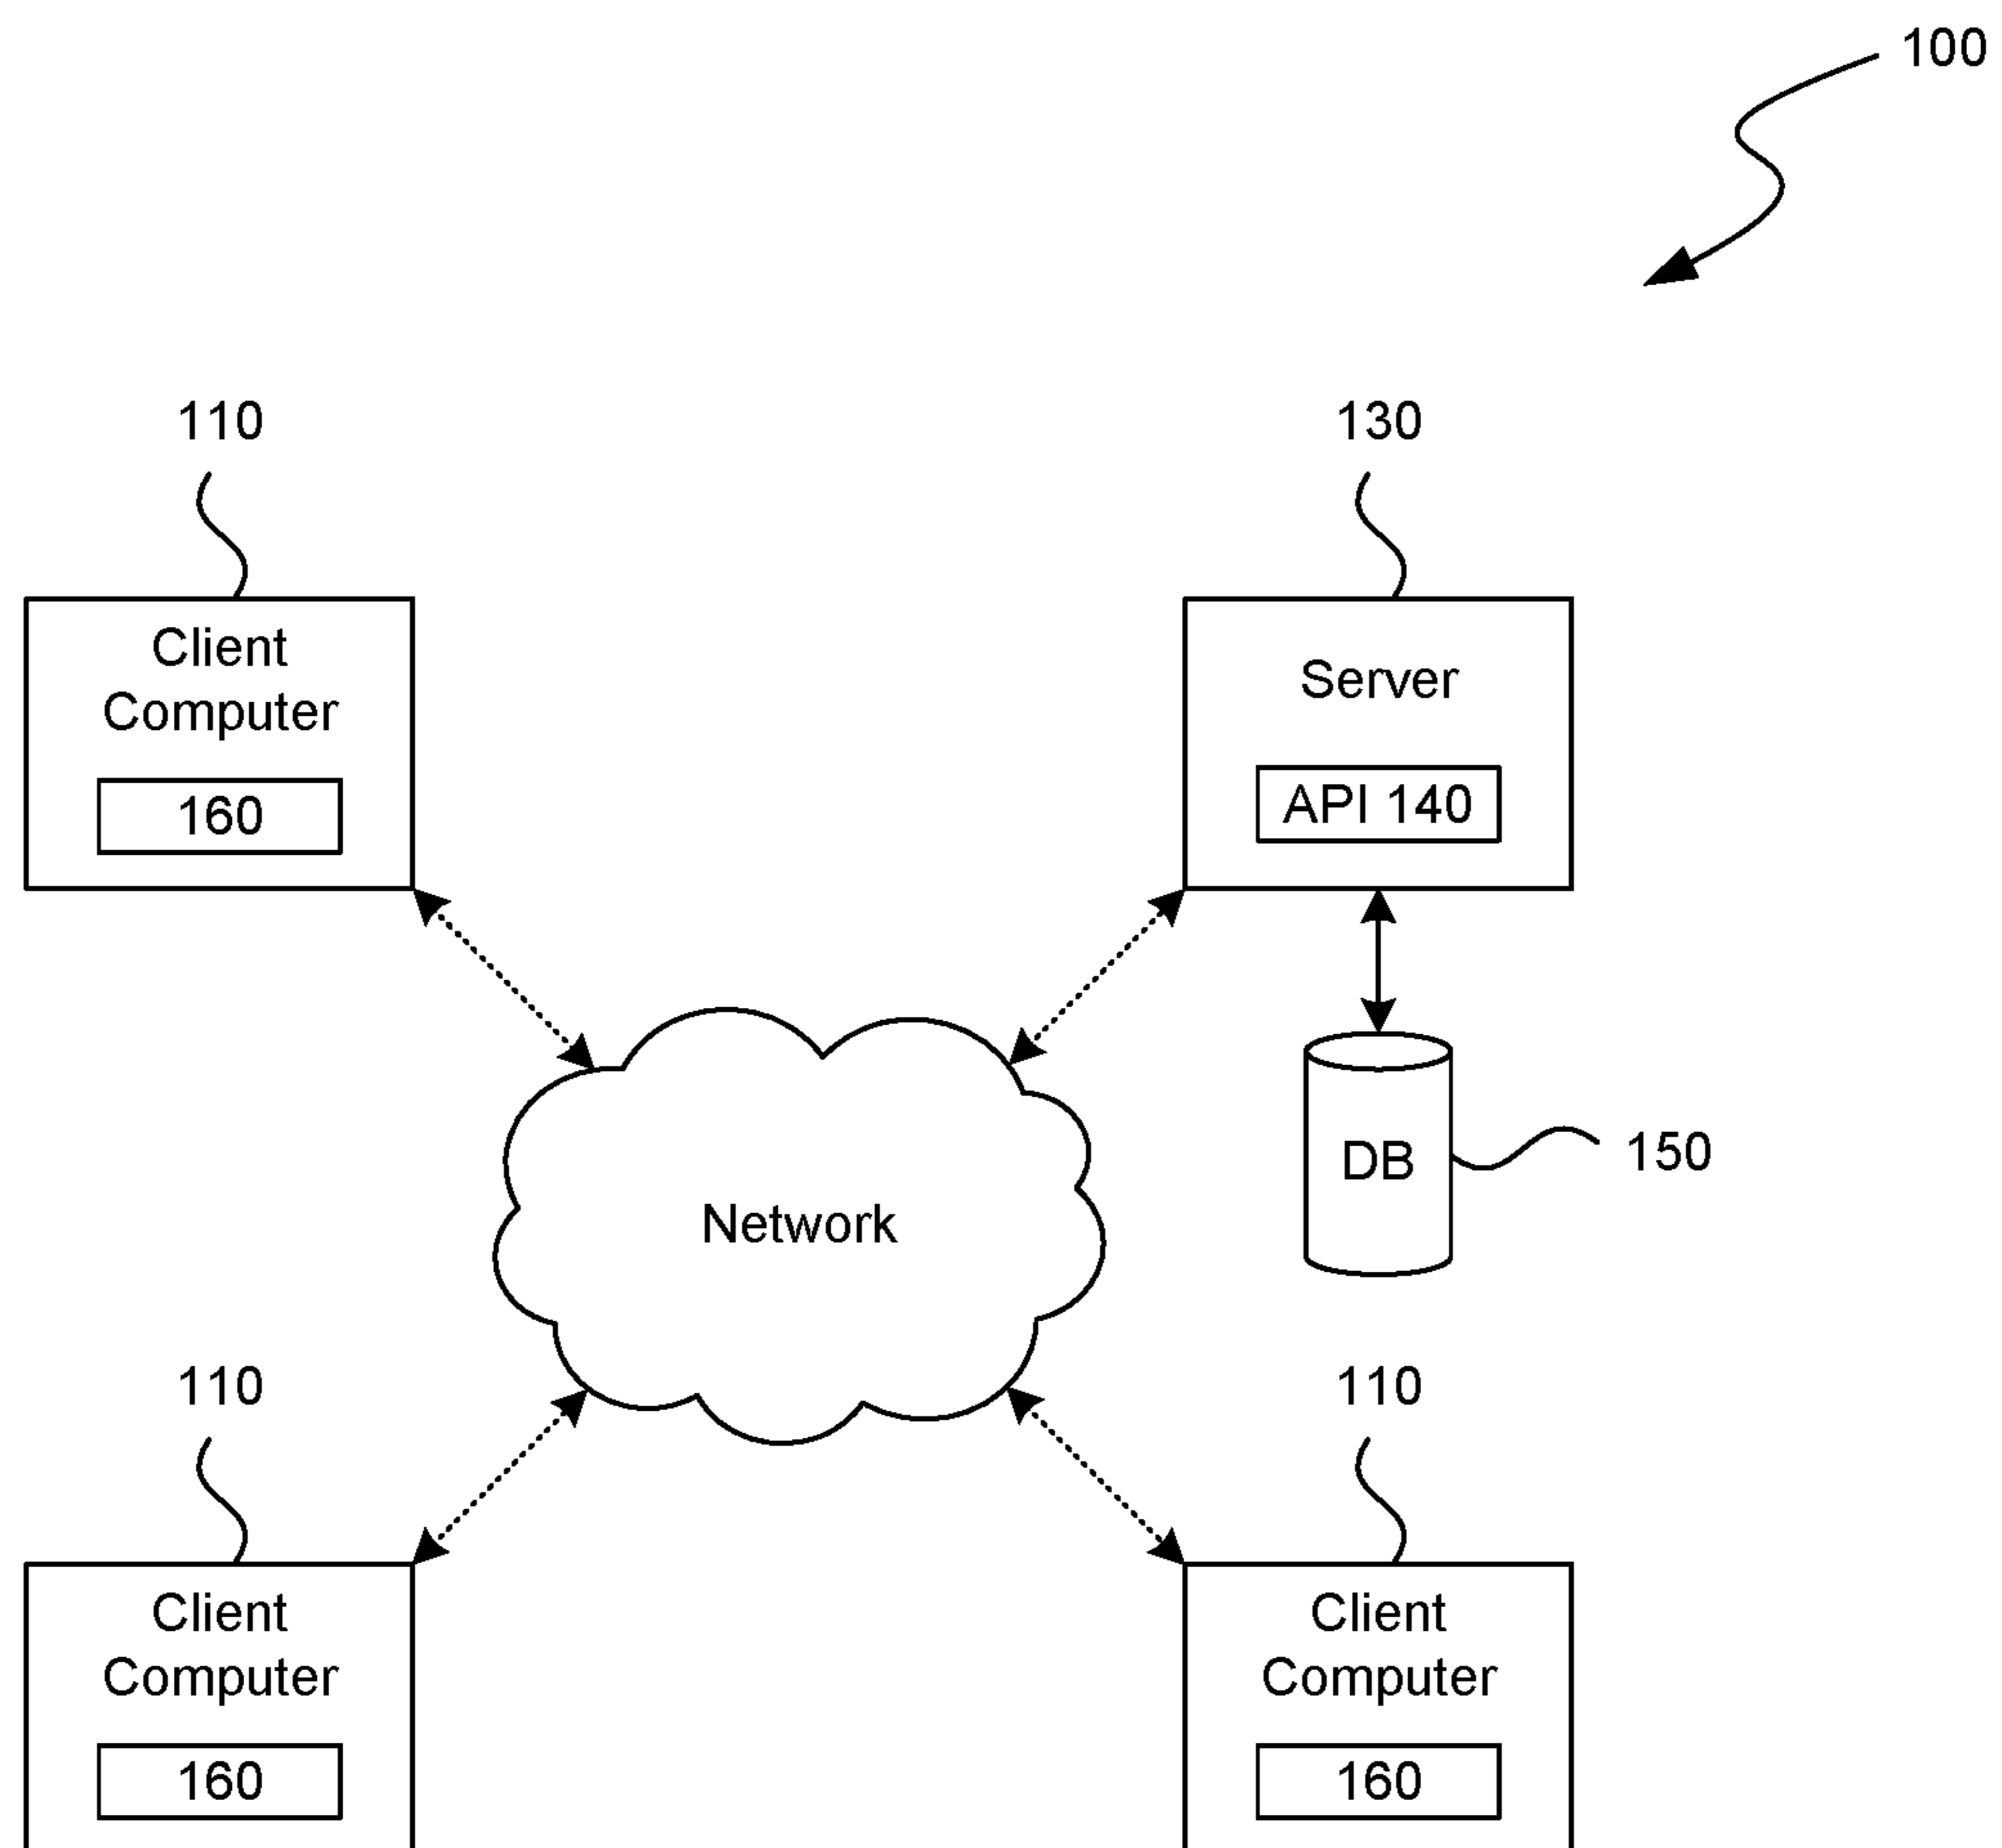 100
110
130
Client
Computer
160
Server
API 140
Network
DB
150
110
110
Client
Computer
160
Client
Computer
160